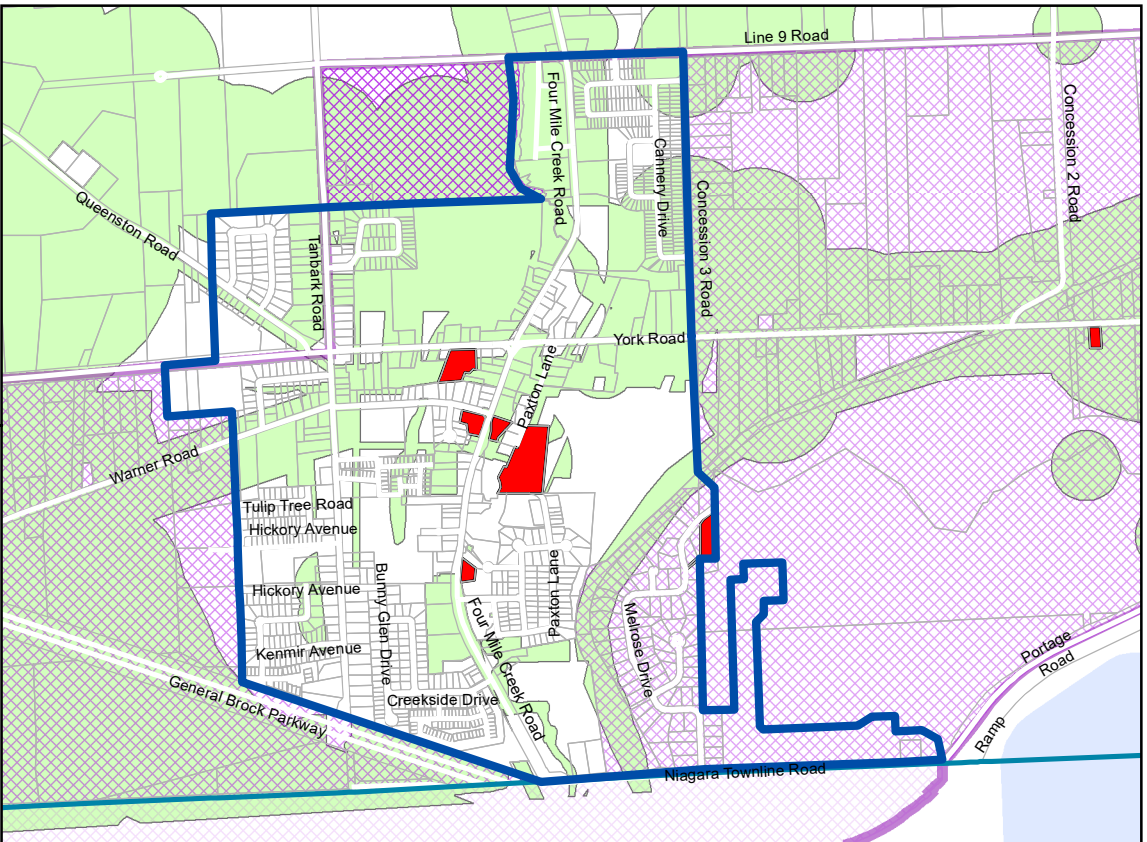 Line 9 Road
Four Mile Creek Road
Concession 2 Road
Cannery Drive
Concession 3 Road
Queenston Road
Tanbark Road
York Road
Paxton Lane
Warner Road
Tulip Tree Road
Hickory Avenue
Hickory Avenue
Bunny Glen Drive
Paxton Lane
Four Mile Creek Road
Melrose Drive
Kenmir Avenue
Portage
Road
General Brock Parkway
Creekside Drive
Ramp
Niagara Townline Road